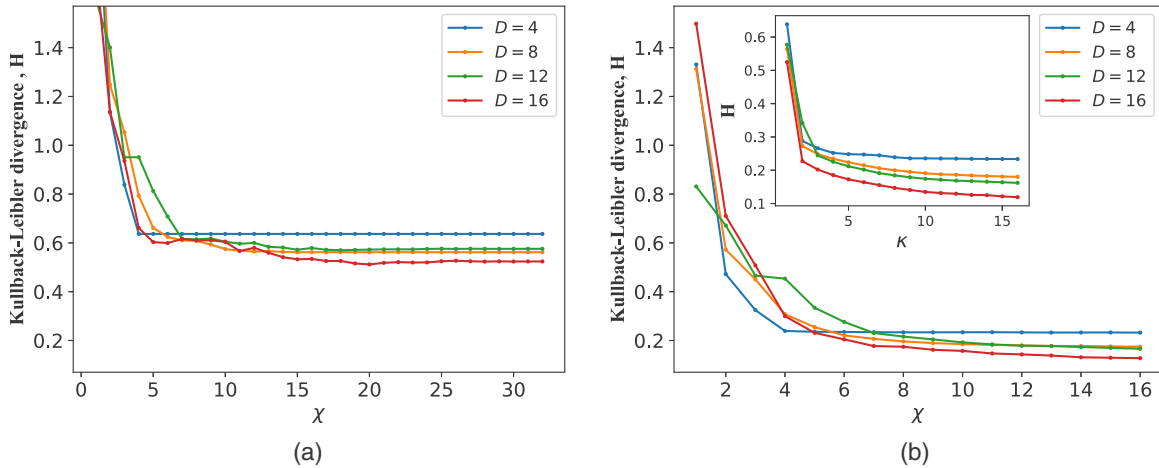 Kullback-Leibler divergence , H
1.4
1.2
1.0
0.8
0.6
0.4
0.2
0 5 10 15 20 25 30
χ
D = 4
D = 8
D = 12
D = 16
(a)
Kullback-Leibler divergence, H
1.4
1.2
1.0
0.8
0.6
0.4
0.2
2 4 6 8 10 12 14 16
χ
H
0.6
0.5
0.4
0.3
0.2
0.1
5 10 15
κ
D = 4
D = 8
D = 12
D = 16
(b)